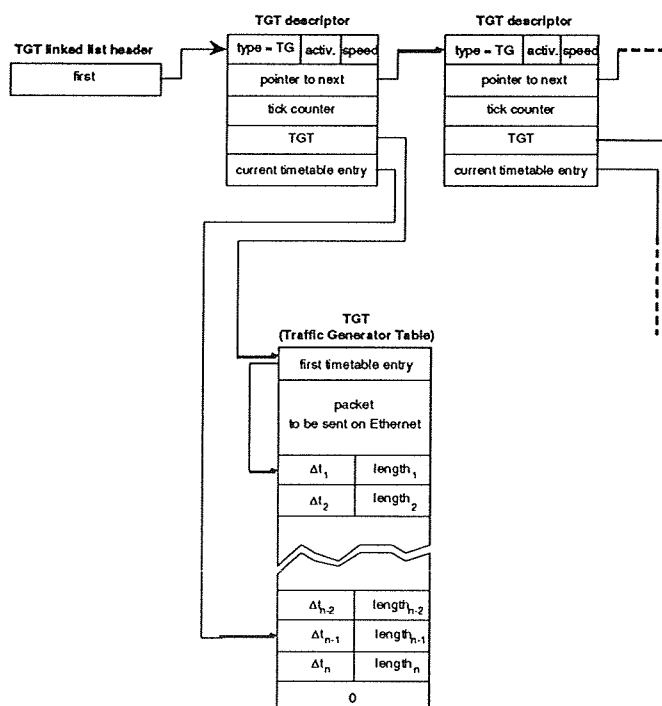 TGT linked list header
first
TGT descriptor
type = TG activ. speed
pointer to next
tick counter
TGT
current timetable entry
TGT descriptor
type = TG activ. speed
pointer to next
tick counter
TGT
current timetable entry
TGT
(Traffic Generator Table)
first timetable entry
packet
to be sent on Ethernet
Δt1 length1
Δt2 length2
Δtn-2 lengthn-2
Δtn-1 lengthn-1
Δtn lengthn
0